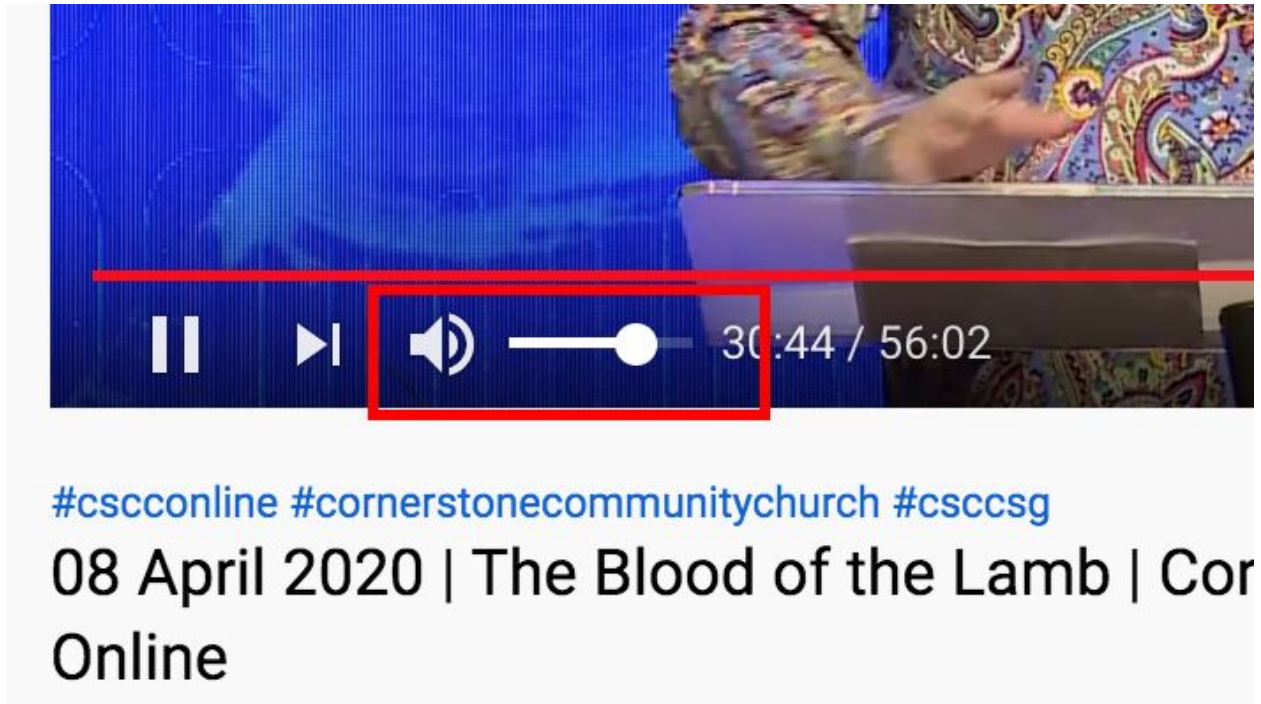 30:44 / 56:02
#cscconline #cornerstonecommunitychurch #csccsg
08 April 2020 | The Blood of the Lamb | Cor
Online